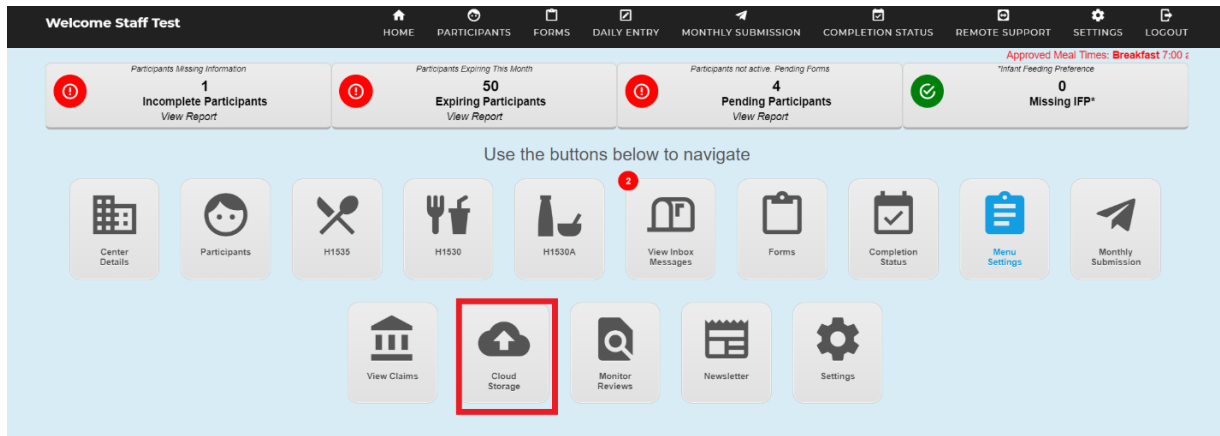 Welcome Staff Test
HOME
PARTICIPANTS
FORMS
DAILY ENTRY
MONTHLY SUBMISSION
COMPLETION STATUS
REMOTE SUPPORT
SETTINGS
LOGOUT
Approved Meal Times: Breakfast 7:00 a
Participants Missing Information
1
Incomplete Participants
View Report
Participants Expiring This Month
50
Expiring Participants
View Report
Participants not active. Pending Forms
4
Pending Participants
View Report
*Infant Feeding Preference
0
Missing IFP*
Use the buttons below to navigate
Center
Details
Participants
H1535
H1530
H1530A
2
View Inbox
Messages
Forms
Completion
Status
Menu
Settings
Monthly
Submission
View Claims
Cloud
Storage
Monitor
Reviews
Newsletter
Settings